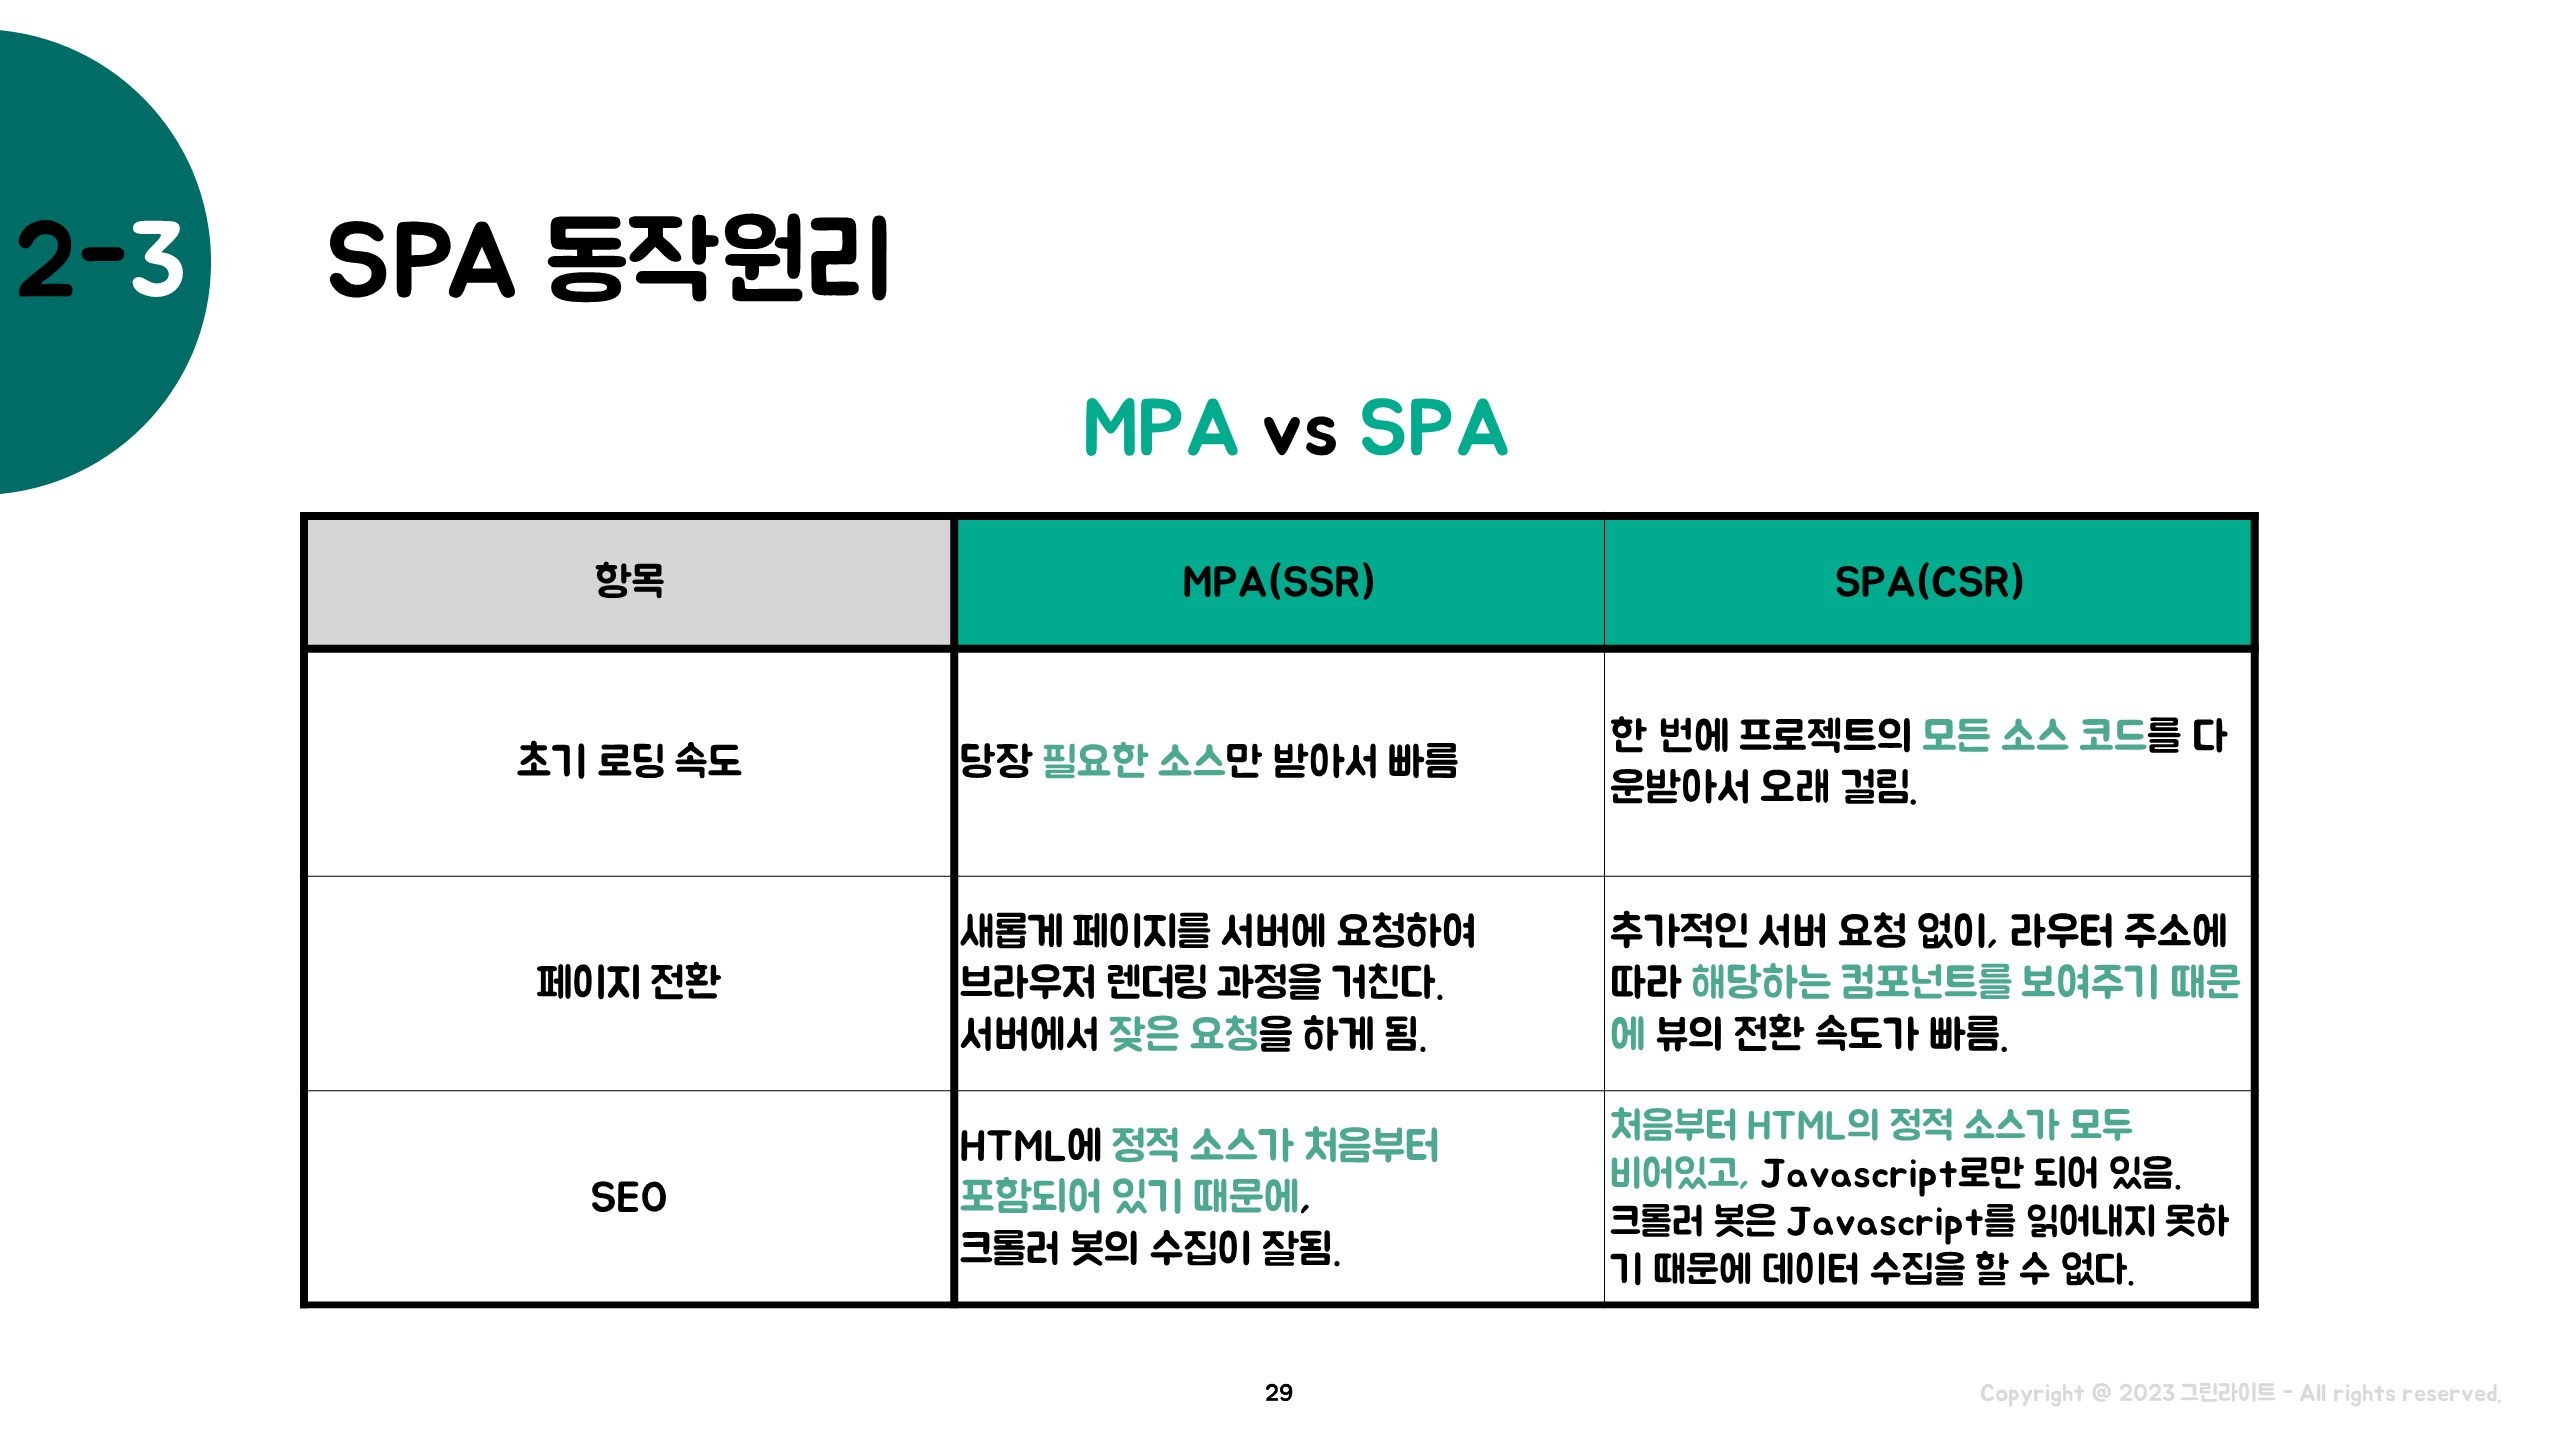 2-3
SPA 동작원리
MPA vs SPA
항목
MPA(SSR)
SPA(CSR)
초기 로딩 속도
당장 필요한 소스만 받아서 빠름
한 번에 프로젝트의 모든 소스 코드를 다
운받아서 오래 걸림.
페이지 전환
새롭게 페이지를 서버에 요청하여
브라우저 렌더링 과정을 거친다.
서버에서 잦은 요청을 하게 됨.
추가적인 서버 요청 없이, 라우터 주소에
따라 해당하는 컴포넌트를 보여주기 때문
에 뷰의 전환 속도가 빠름.
SEO
HTML에 정적 소스가 처음부터
포함되어 있기 때문에,
크롤러 봇의 수집이 잘됨.
처음부터 HTML의 정적 소스가 모두
비어있고, Javascript로만 되어 있음.
크롤러 봇은 Javascript를 읽어내지 못하
기 때문에 데이터 수집을 할 수 없다.
29
Copyright @ 2023 그린라이트 - All rights reserved.